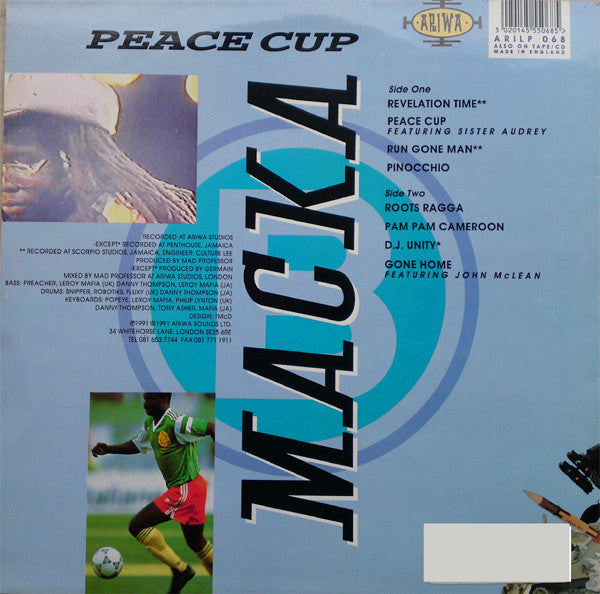 PEACE CUP
ARIWA
5 020145 550685
ARILP 068
ALSO ON TAPE/CD
MADE IN ENGLAND
Side One
REVELATION TIME**
PEACE CUP
FEATURING SISTER AUDREY
RUN GONE MAN**
PINOCCHIO
Side Two
ROOTS RAGGA
PAM PAM CAMEROON
D.J. UNITY*
GONE HOME
FEATURING JOHN McLEAN
MACKA
B
RECORDED AT ARIWA STUDIOS
·EXCEPT* RECORDED AT PENTHOUSE, JAMAICA
** RECORDED AT SCORPIO STUDIOS, JAMAICA, ENGINEER: CULTURE LEE
PRODUCED BY MAD PROFESSOR
·EXCEPT* PRODUCED BY GERMAIN
MIXED BY MAD PROFESSOR AT ARIWA STUDIOS, LONDON
BASS: PREACHER, LEROY MAFIA (UK) DANNY THOMPSON, LEROY MAFIA (JA)
DRUMS: SNIPPER, ROBOTIKS, FLUXY (UK) DANNY THOMPSON (JA)
KEYBOARDS: POPEYE, LEROY MAFIA, PHILIP LYNTON (UK)
DANNY THOMPSON, TONY ASHER, MAFIA (JA)
DESIGN: TMcD
℗1991 ©1991 ARIWA SOUNDS LTD.
34 WHITEHORSE LANE, LONDON SE25 6RE
TEL 081 653 7744 .FAX 081 771 1911